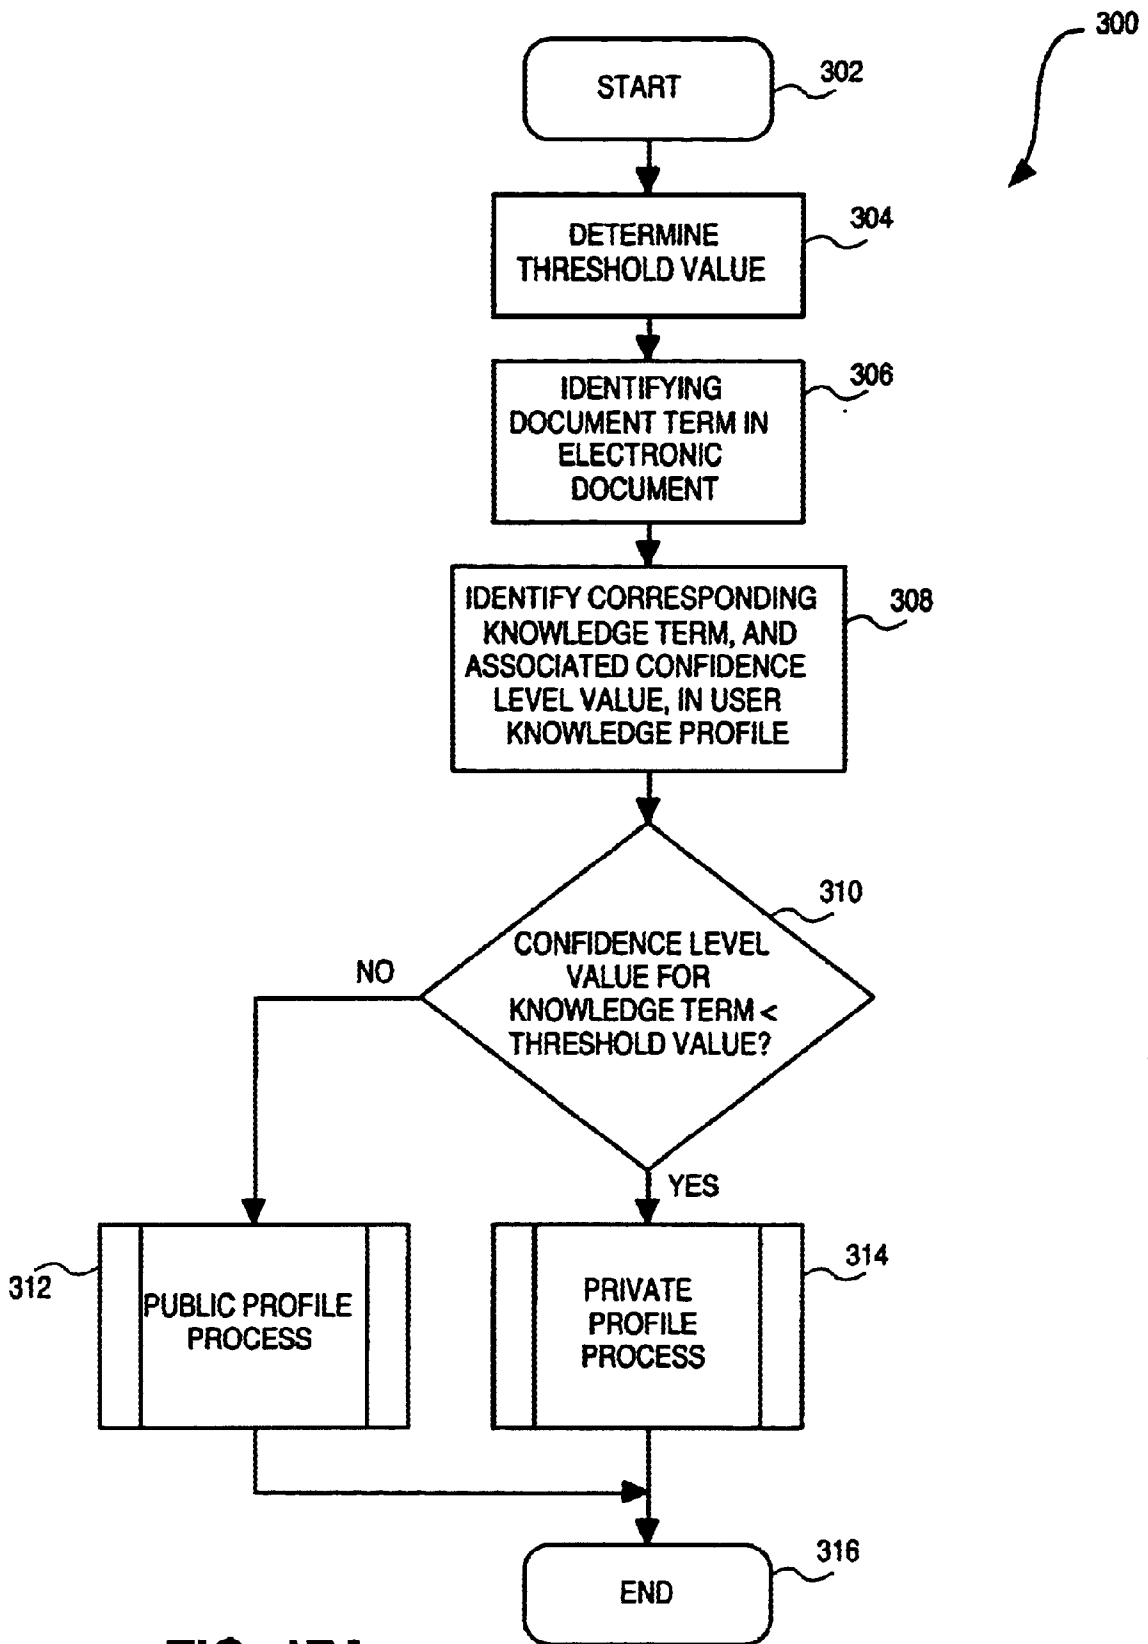 300
START
302
DETERMINE
THRESHOLD VALUE
304
IDENTIFYING
DOCUMENT TERM IN
ELECTRONIC
DOCUMENT
306
IDENTIFY CORRESPONDING
KNOWLEDGE TERM, AND
ASSOCIATED CONFIDENCE
LEVEL VALUE, IN USER
KNOWLEDGE PROFILE
308
CONFIDENCE LEVEL
VALUE FOR
KNOWLEDGE TERM <
THRESHOLD VALUE?
310
NO
YES
PUBLIC PROFILE
PROCESS
312
PRIVATE
PROFILE
PROCESS
314
END
316